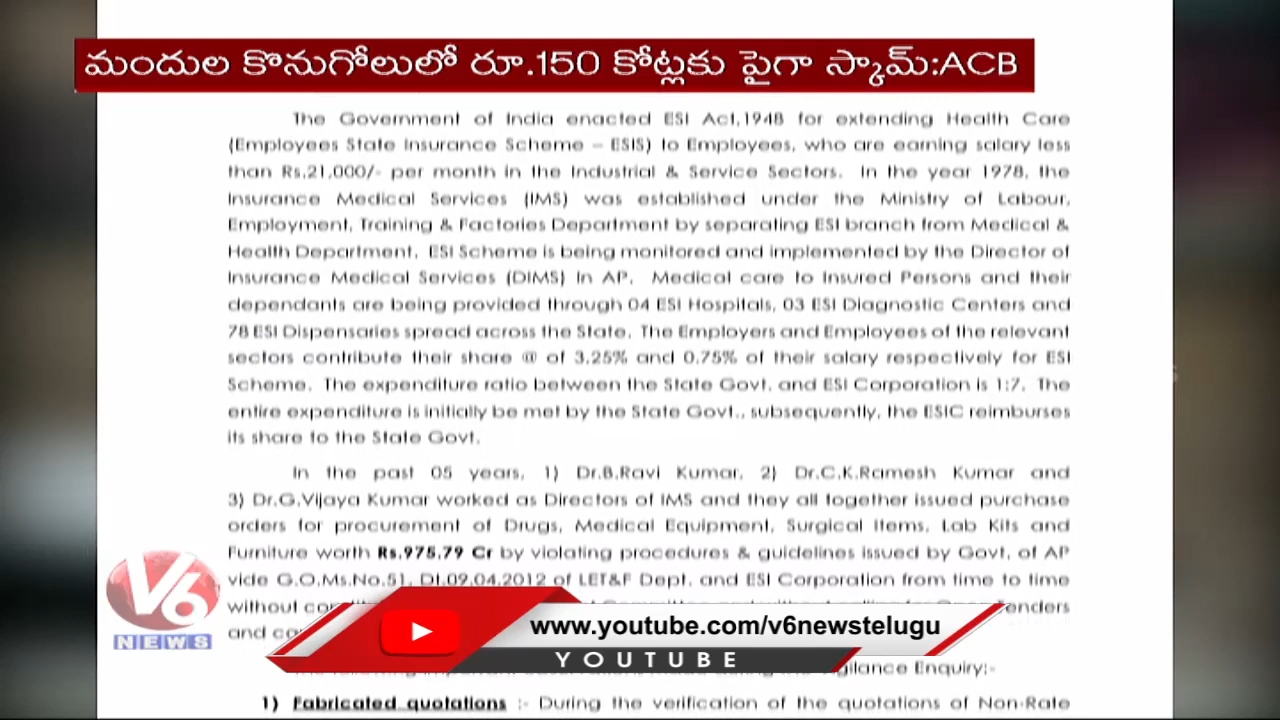 మందుల కొనుగోలులో రూ.150 కోట్లకు పైగా స్కామ్:ACB
The Government of India enacted ESI Act,1948 for extending Health Care
(Employees State Insurance Scheme – ESIS) to Employees, who are earning salary less
than Rs.21,000/- per month in the Industrial & Service Sectors. In the year 1978, the
Insurance Medical Services (IMS) was established under the Ministry of Labour,
Employment, Training & Factories Department by separating ESI branch from Medical &
Health Department. ESI Scheme is being monitored and implemented by the Director of
Insurance Medical Services (DIMS) in AP. Medical care to Insured Persons and their
dependants are being provided through 04 ESI Hospitals, 03 ESI Diagnostic Centers and
78 ESI Dispensaries spread across the State. The Employers and Employees of the relevant
sectors contribute their share @ of 3.25% and 0.75% of their salary respectively for ESI
Scheme. The expenditure ratio between the State Govt. and ESI Corporation is 1:7. The
entire expenditure is initially be met by the State Govt., subsequently, the ESIC reimburses
its share to the State Govt.
In the past 05 years, 1) Dr.B.Ravi Kumar, 2) Dr.C.K.Ramesh Kumar and
3) Dr.G.Vijaya Kumar worked as Directors of IMS and they all together issued purchase
orders for procurement of Drugs, Medical Equipment, Surgical Items, Lab Kits and
Furniture worth Rs.975.79 Cr by violating procedures & guidelines issued by Govt. of AP
vide G.O.Ms.No.51, Dt.09.04.2012 of LET&F Dept. and ESI Corporation from time to time
without
and
Enquiry:-
1) Fabricated quotations :- During the verification of the quotations of Non-Rate
V6
NEWS
www.youtube.com/v6newstelugu
YOUTUBE